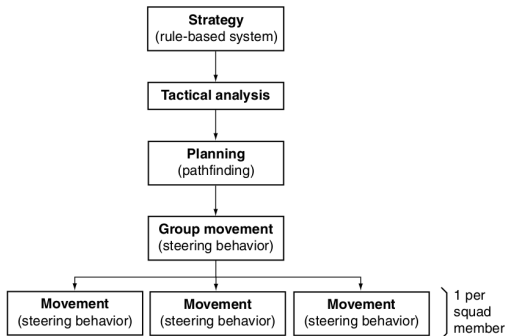 Strategy
(rule-based system)
Tactical analysis
Planning
(pathfinding)
Group movement
(steering behavior)
Movement
(steering behavior)
Movement
(steering behavior)
Movement
(steering behavior)
1 per
squad
member